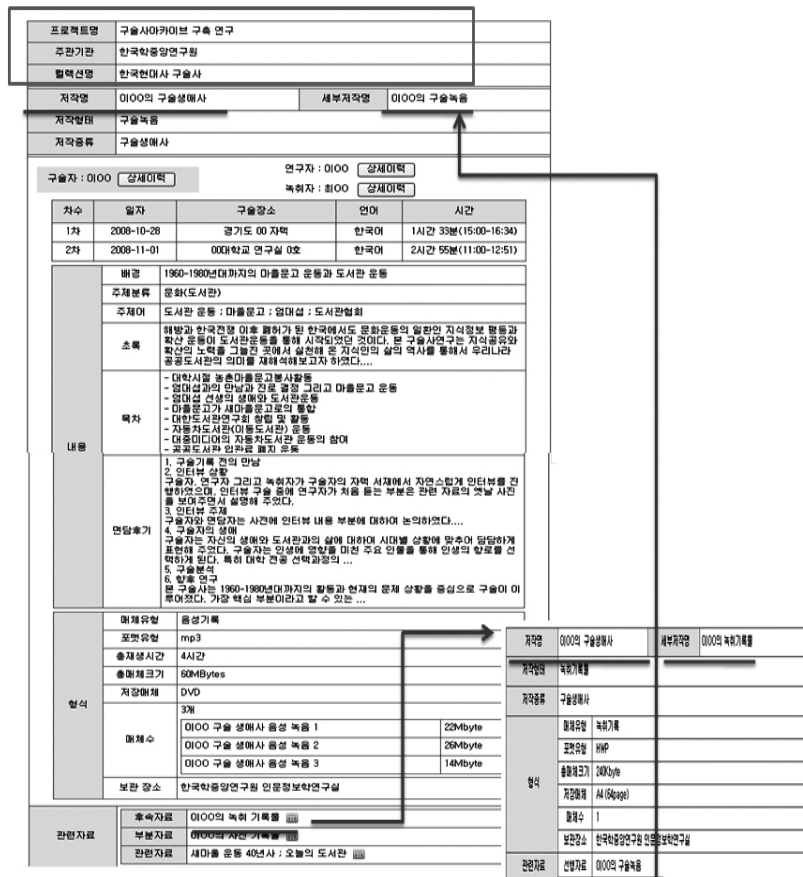 프로젝트명 구술사아카이브 구축 연구
주관기관 한국학중앙연구원
컬렉션명 한국현대사 구술사
저작명 이OO의 구술생애사 세부저작명 이OO의 구술녹음
저작형태 구술녹음
저작종류 구술생애사
구술자 : 이OO 상세이력
연구자 : 이OO 상세이력
녹취자 : 최OO 상세이력
차수 일자 구술장소 언어 시간
1차 2008-10-28 경기도 OO 자택 한국어 1시간 33분(15:00-16:34)
2차 2008-11-01 OO대학교 연구실 0호 한국어 2시간 55분(11:00-12:51)
내용
배경 1960-1980년대까지의 마을문고 운동과 도서관 운동
주제분류 문화(도서관)
주제어 도서관 운동 ; 마을문고 ; 엄대섭 ; 도서관협회
초록
해방과 한국전쟁 이후 폐허가 된 한국에서도 문화운동의 일환인 지식정보 평등과
확산 운동이 도서관운동을 통해 시작되었던 것이다. 본 구술사연구는 지식공유와
확산의 노력을 그늘진 곳에서 실천해 온 지식인의 삶의 역사를 통해서 우리나라
공공도서관의 의미를 재해석해보고자 하였다....
목차
- 대학시절 농촌마을문고봉사활동
- 엄대섭과의 만남과 진로 결정 그리고 마을문고 운동
- 엄대섭 선생의 생애와 도서관운동
- 마을문고가 새마을문고로의 통합
- 대한도서관연구회 창립 및 활동
- 자동차도서관(이동도서관) 운동
- 대중미디어의 자동차도서관 운동의 참여
- 공공도서관 입관료 폐지 운동
면담후기
1. 구술기록 전의 만남
2. 인터뷰 상황
구술자, 연구자 그리고 녹취자가 구술자의 자택 서재에서 자연스럽게 인터뷰를 진
행하였으며, 인터뷰 구술 중에 연구자가 처음 듣는 부분은 관련 자료의 옛날 사진
을 보여주면서 설명해 주었다.
3. 인터뷰 주제
구술자와 면담자는 사전에 인터뷰 내용 부분에 대하여 논의하였다....
4. 구술자의 생애
구술자는 자신의 생애와 도서관과의 삶에 대하여 시대별 상황에 맞추어 담담하게
표현해 주었다. 구술자는 인생에 영향을 미친 주요 인물을 통해 인생의 항로를 선
택하게 된다. 특히 대학 전공 선택과정의 ...
5. 구술분석
6. 향후 연구
본 구술사는 1960-1980년대까지의 활동과 현재의 문제 상황을 중심으로 구술이 이
루어졌다. 가장 핵심 부분이라고 할 수 있는 ...
형식
매체유형 음성기록
포멧유형 mp3
총재생시간 4시간
총매체크기 60MBytes
저장매체 DVD
매체수 3개
이OO 구술 생애사 음성 녹음 1 22Mbyte
이OO 구술 생애사 음성 녹음 2 26Mbyte
이OO 구술 생애사 음성 녹음 3 14Mbyte
보관 장소 한국학중앙연구원 인문정보학연구실
관련자료
후속자료 이OO의 녹취 기록물
부분자료 이OO의 사진 기록물
관련자료 새마을 운동 40년사 ; 오늘의 도서관
저작명 이OO의 구술생애사 세부저작명 이OO의 녹취기록물
저작형태 녹취기록물
저작종류 구술생애사
형식
매체유형 녹취기록
포멧유형 HWP
총매체크기 240Kbyte
저장매체 A4 (64page)
매체수 1
보관장소 한국학중앙연구원 인문정보학연구실
관련자료 선행자료 이OO의 구술녹음